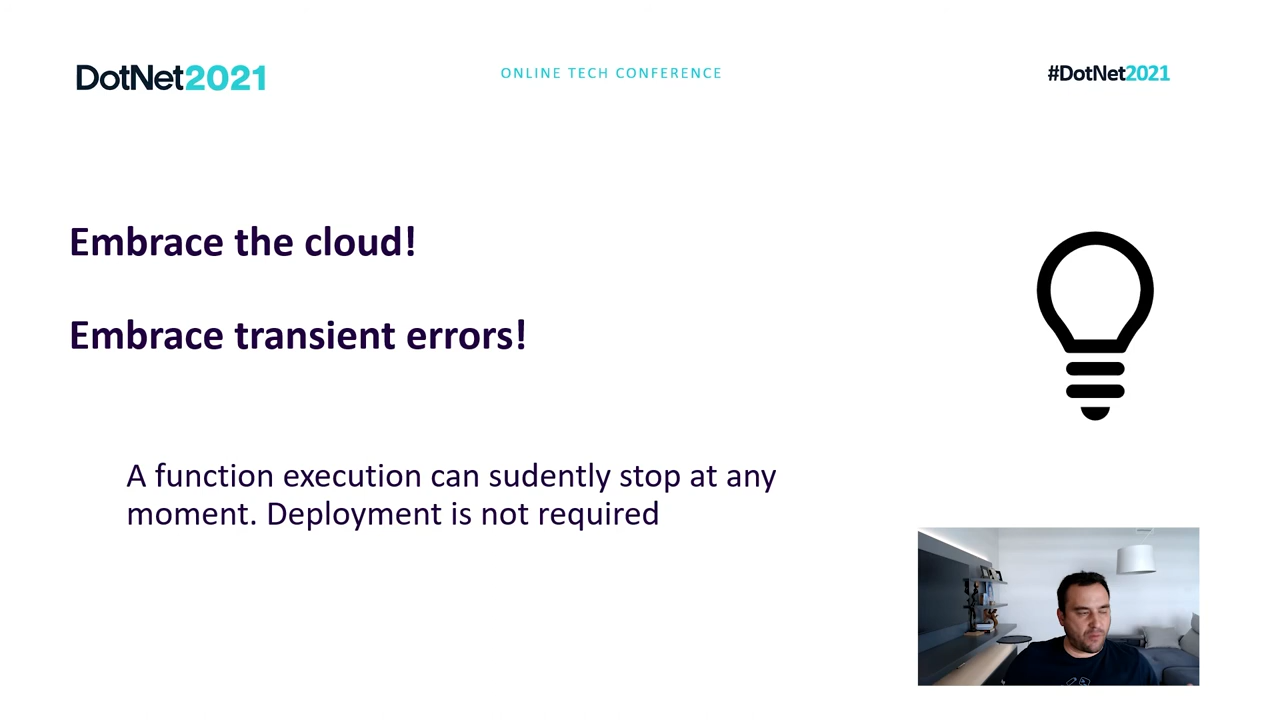 DotNet2021
ONLINE TECH CONFERENCE
#DotNet2021
Embrace the cloud!
Embrace transient errors!
A function execution can sudently stop at any
moment. Deployment is not required